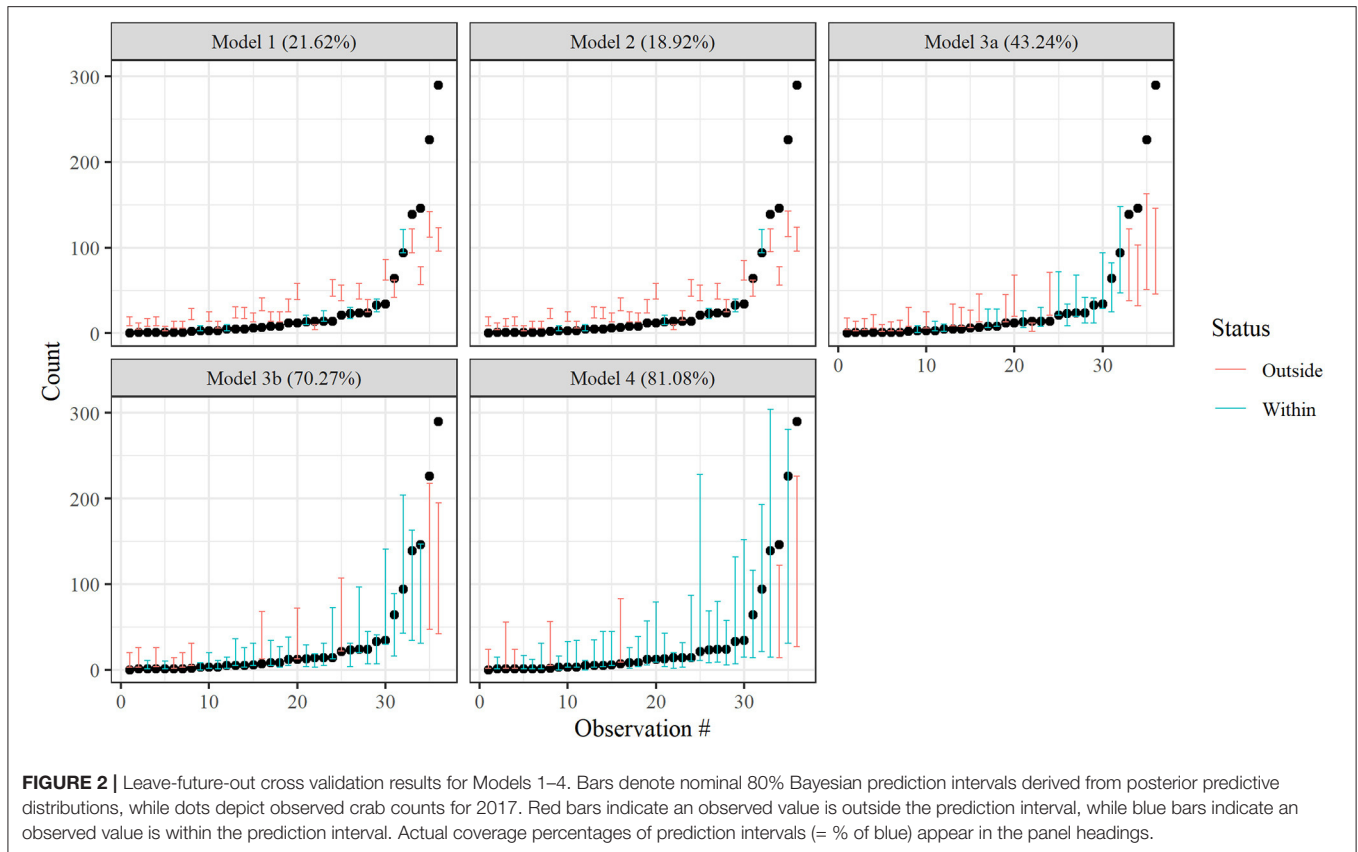 Model 1 (21.62%)
Model 2 (18.92%)
Model 3a (43.24%)
300
200
100
0
10
20
30
0
Model 3b (70.27%)
Model 4 (81.08%)
300
200
100
0
0
10
20
30
0
10
20
30
Count
Observation #
Status
Outside
Within
FIGURE 2 | Leave-future-out cross validation results for Models 1–4. Bars denote nominal 80% Bayesian prediction intervals derived from posterior predictive
distributions, while dots depict observed crab counts for 2017. Red bars indicate an observed value is outside the prediction interval, while blue bars indicate an
observed value is within the prediction interval. Actual coverage percentages of prediction intervals (= % of blue) appear in the panel headings.